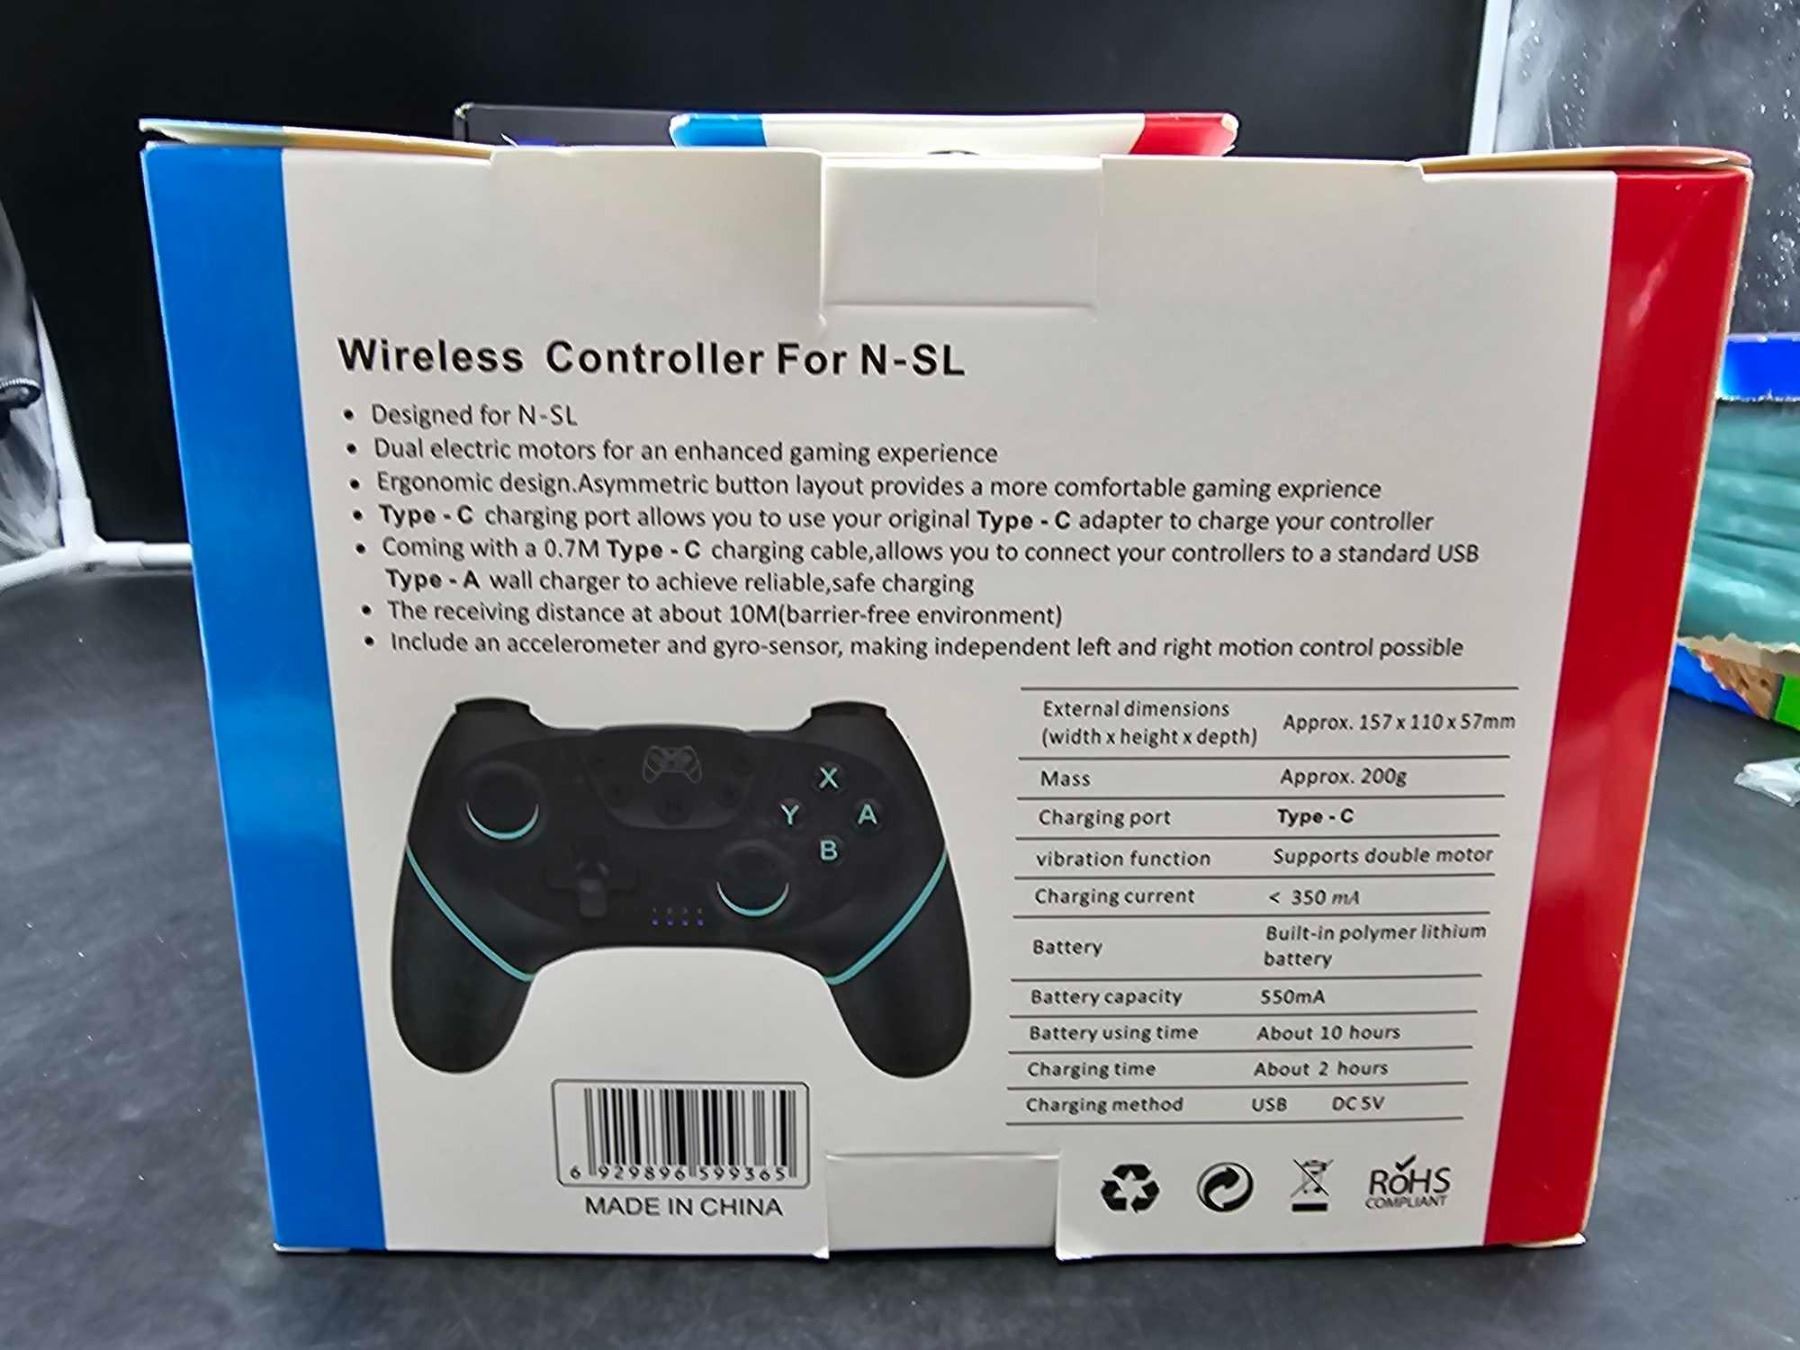 Wireless Controller For N-SL
• Designed for N-SL
• Dual electric motors for an enhanced gaming experience
• Ergonomic design.Asymmetric button layout provides a more comfortable gaming exprience
• Type - C charging port allows you to use your original Type - C adapter to charge your controller
• Coming with a 0.7M Type - C charging cable,allows you to connect your controllers to a standard USB
Type - A wall charger to achieve reliable,safe charging
• The receiving distance at about 10M(barrier-free environment)
• Include an accelerometer and gyro-sensor, making independent left and right motion control possible
X
Y A
B
External dimensions
(width x height x depth) Approx. 157 x 110 x 57mm
Mass Approx. 200g
Charging port Type - C
vibration function Supports double motor
Charging current < 350 mA
Battery Built-in polymer lithium
battery
Battery capacity 550mA
Battery using time About 10 hours
Charging time About 2 hours
Charging method USB DC 5V
6 929896 599365
MADE IN CHINA
RoHS
COMPLIANT